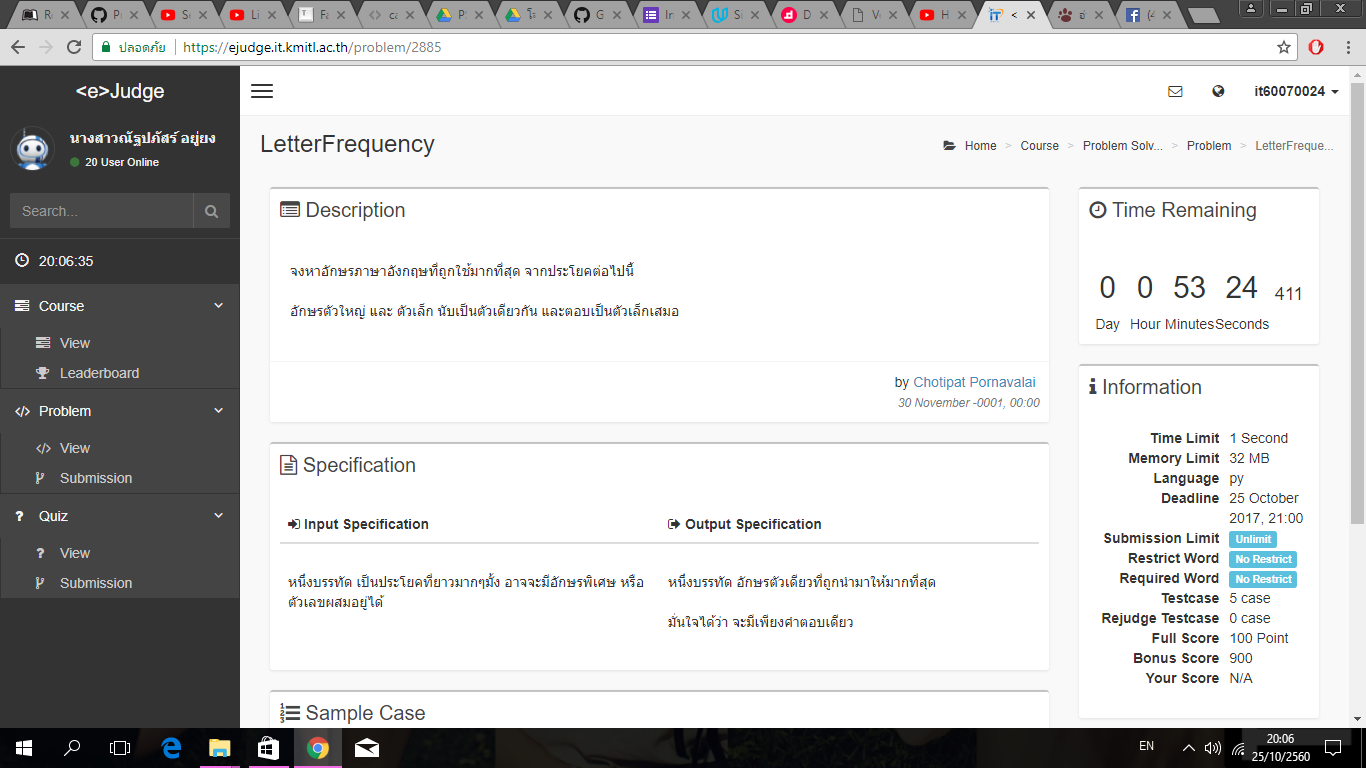 ปลอดภัย https://ejudge.it.kmitl.ac.th/problem/2885
<e>Judge
it60070024
นางสาวณัฐปภัสร์ อยู่ยง
20 User Online
Search...
20:06:35
Course
View
Leaderboard
Problem
View
Submission
Quiz
View
Submission
LetterFrequency
Home > Course > Problem Solv... > Problem > LetterFreque...
Description
จงหาอักษรภาษาอังกฤษที่ถูกใช้มากที่สุด จากประโยคต่อไปนี้
อักษรตัวใหญ่ และ ตัวเล็ก นับเป็นตัวเดียวกัน และตอบเป็นตัวเล็กเสมอ
by Chotipat Pornavalai
30 November -0001, 00:00
Specification
Input Specification
หนึ่งบรรทัด เป็นประโยคที่ยาวมากๆมั้ง อาจจะมีอักษรพิเศษ หรือ
ตัวเลขผสมอยู่ได้
Output Specification
หนึ่งบรรทัด อักษรตัวเดียวที่ถูกนำมาให้มากที่สุด
มั่นใจได้ว่า จะมีเพียงคำตอบเดียว
Sample Case
Time Remaining
0 0 53 24 411
Day Hour Minutes Seconds
Information
Time Limit 1 Second
Memory Limit 32 MB
Language py
Deadline 25 October
2017, 21:00
Submission Limit Unlimit
Restrict Word No Restrict
Required Word No Restrict
Testcase 5 case
Rejudge Testcase 0 case
Full Score 100 Point
Bonus Score 900
Your Score N/A
EN
20:06
25/10/2560